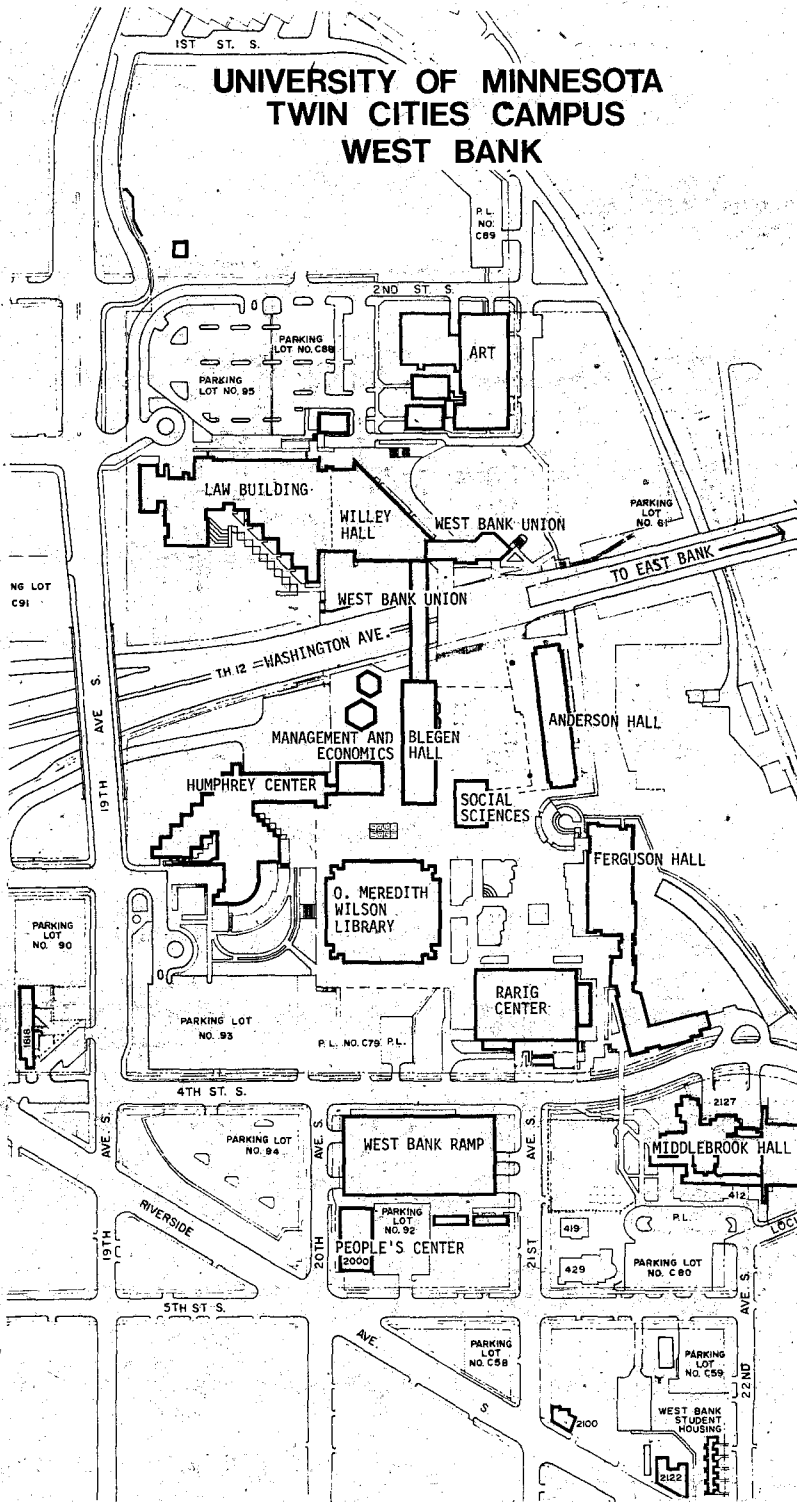 1ST ST. S.
UNIVERSITY OF MINNESOTA
TWIN CITIES CAMPUS
WEST BANK
P. L.
NO.
C89
2ND ST. S.
PARKING
LOT NO. C88
PARKING
LOT NO. 95
ART
LAW BUILDING
WILLEY
HALL
WEST BANK UNION
PARKING
LOT
NO. 61
TO EAST BANK
NG LOT
C91
WEST BANK UNION
T.H. 12 = WASHINGTON AVE.
19TH AVE S.
ANDERSON HALL
MANAGEMENT AND
ECONOMICS
BLEGEN
HALL
HUMPHREY CENTER
SOCIAL
SCIENCES
FERGUSON HALL
O. MEREDITH
WILSON
LIBRARY
PARKING
LOT
NO. 90
1818
RARIG
CENTER
PARKING LOT
NO. 93
P. L. NO. C79
P.L.
4TH ST. S.
2127
19TH AVE. S.
PARKING LOT
NO. 94
20TH AVE. S.
WEST BANK RAMP
21ST AVE. S.
MIDDLEBROOK HALL
412
RIVERSIDE
PARKING
LOT
NO. 92
PEOPLE'S CENTER
2000
419
429
P.L.
LOC
PARKING LOT
NO. C80
5TH ST S.
22ND AVE. S.
AVE.
S
PARKING
LOT
NO. C58
PARKING
LOT
NO. C59
WEST BANK
STUDENT
HOUSING
2100
2122